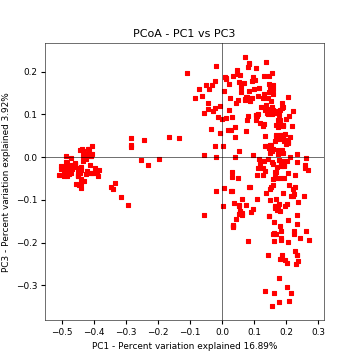 PCoA - PC1 vs PC3
PC3 - Percent variation explained 3.92%
0.2
0.1
0.0
−0.1
−0.2
−0.3
−0.5 −0.4 −0.3 −0.2 −0.1 0.0 0.1 0.2 0.3
PC1 - Percent variation explained 16.89%